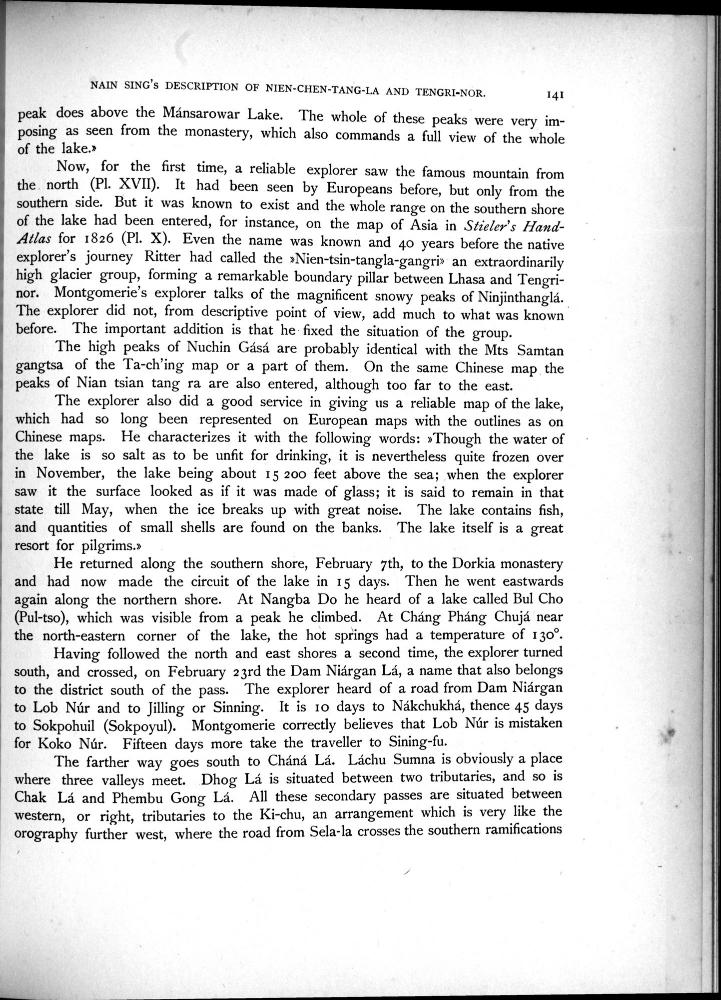 NAIN SING'S DESCRIPTION OF NIEN-CHEN-TANG-LA AND TENGRI-NOR. 141
peak does above the Mánsarowar Lake. The whole of these peaks were very im-
posing as seen from the monastery, which also commands a full view of the whole
of the lake.»
Now, for the first time, a reliable explorer saw the famous mountain from
the north (Pl. XVII). It had been seen by Europeans before, but only from the
southern side. But it was known to exist and the whole range on the southern shore
of the lake had been entered, for instance, on the map of Asia in Stieler's Hand-
Atlas for 1826 (Pl. X). Even the name was known and 40 years before the native
explorer's journey Ritter had called the »Nien-tsin-tangla-gangri» an extraordinarily
high glacier group, forming a remarkable boundary pillar between Lhasa and Tengri-
nor. Montgomerie's explorer talks of the magnificent snowy peaks of Ninjinthanglá.
The explorer did not, from descriptive point of view, add much to what was known
before. The important addition is that he fixed the situation of the group.
The high peaks of Nuchin Gásá are probably identical with the Mts Samtan
gangtsa of the Ta-ch'ing map or a part of them. On the same Chinese map the
peaks of Nian tsian tang ra are also entered, although too far to the east.
The explorer also did a good service in giving us a reliable map of the lake,
which had so long been represented on European maps with the outlines as on
Chinese maps. He characterizes it with the following words: »Though the water of
the lake is so salt as to be unfit for drinking, it is nevertheless quite frozen over
in November, the lake being about 15 200 feet above the sea; when the explorer
saw it the surface looked as if it was made of glass; it is said to remain in that
state till May, when the ice breaks up with great noise. The lake contains fish,
and quantities of small shells are found on the banks. The lake itself is a great
resort for pilgrims.»
He returned along the southern shore, February 7th, to the Dorkia monastery
and had now made the circuit of the lake in 15 days. Then he went eastwards
again along the northern shore. At Nangba Do he heard of a lake called Bul Cho
(Pul-tso), which was visible from a peak he climbed. At Cháng Pháng Chujá near
the north-eastern corner of the lake, the hot springs had a temperature of 130°.
Having followed the north and east shores a second time, the explorer turned
south, and crossed, on February 23rd the Dam Niárgan Lá, a name that also belongs
to the district south of the pass. The explorer heard of a road from Dam Niárgan
to Lob Núr and to Jilling or Sinning. It is 10 days to Nákchukhá, thence 45 days
to Sokpohuil (Sokpoyul). Montgomerie correctly believes that Lob Núr is mistaken
for Koko Núr. Fifteen days more take the traveller to Sining-fu.
The farther way goes south to Cháná Lá. Láchu Sumna is obviously a place
where three valleys meet. Dhog Lá is situated between two tributaries, and so is
Chak Lá and Phembu Gong Lá. All these secondary passes are situated between
western, or right, tributaries to the Ki-chu, an arrangement which is very like the
orography further west, where the road from Sela-la crosses the southern ramifications